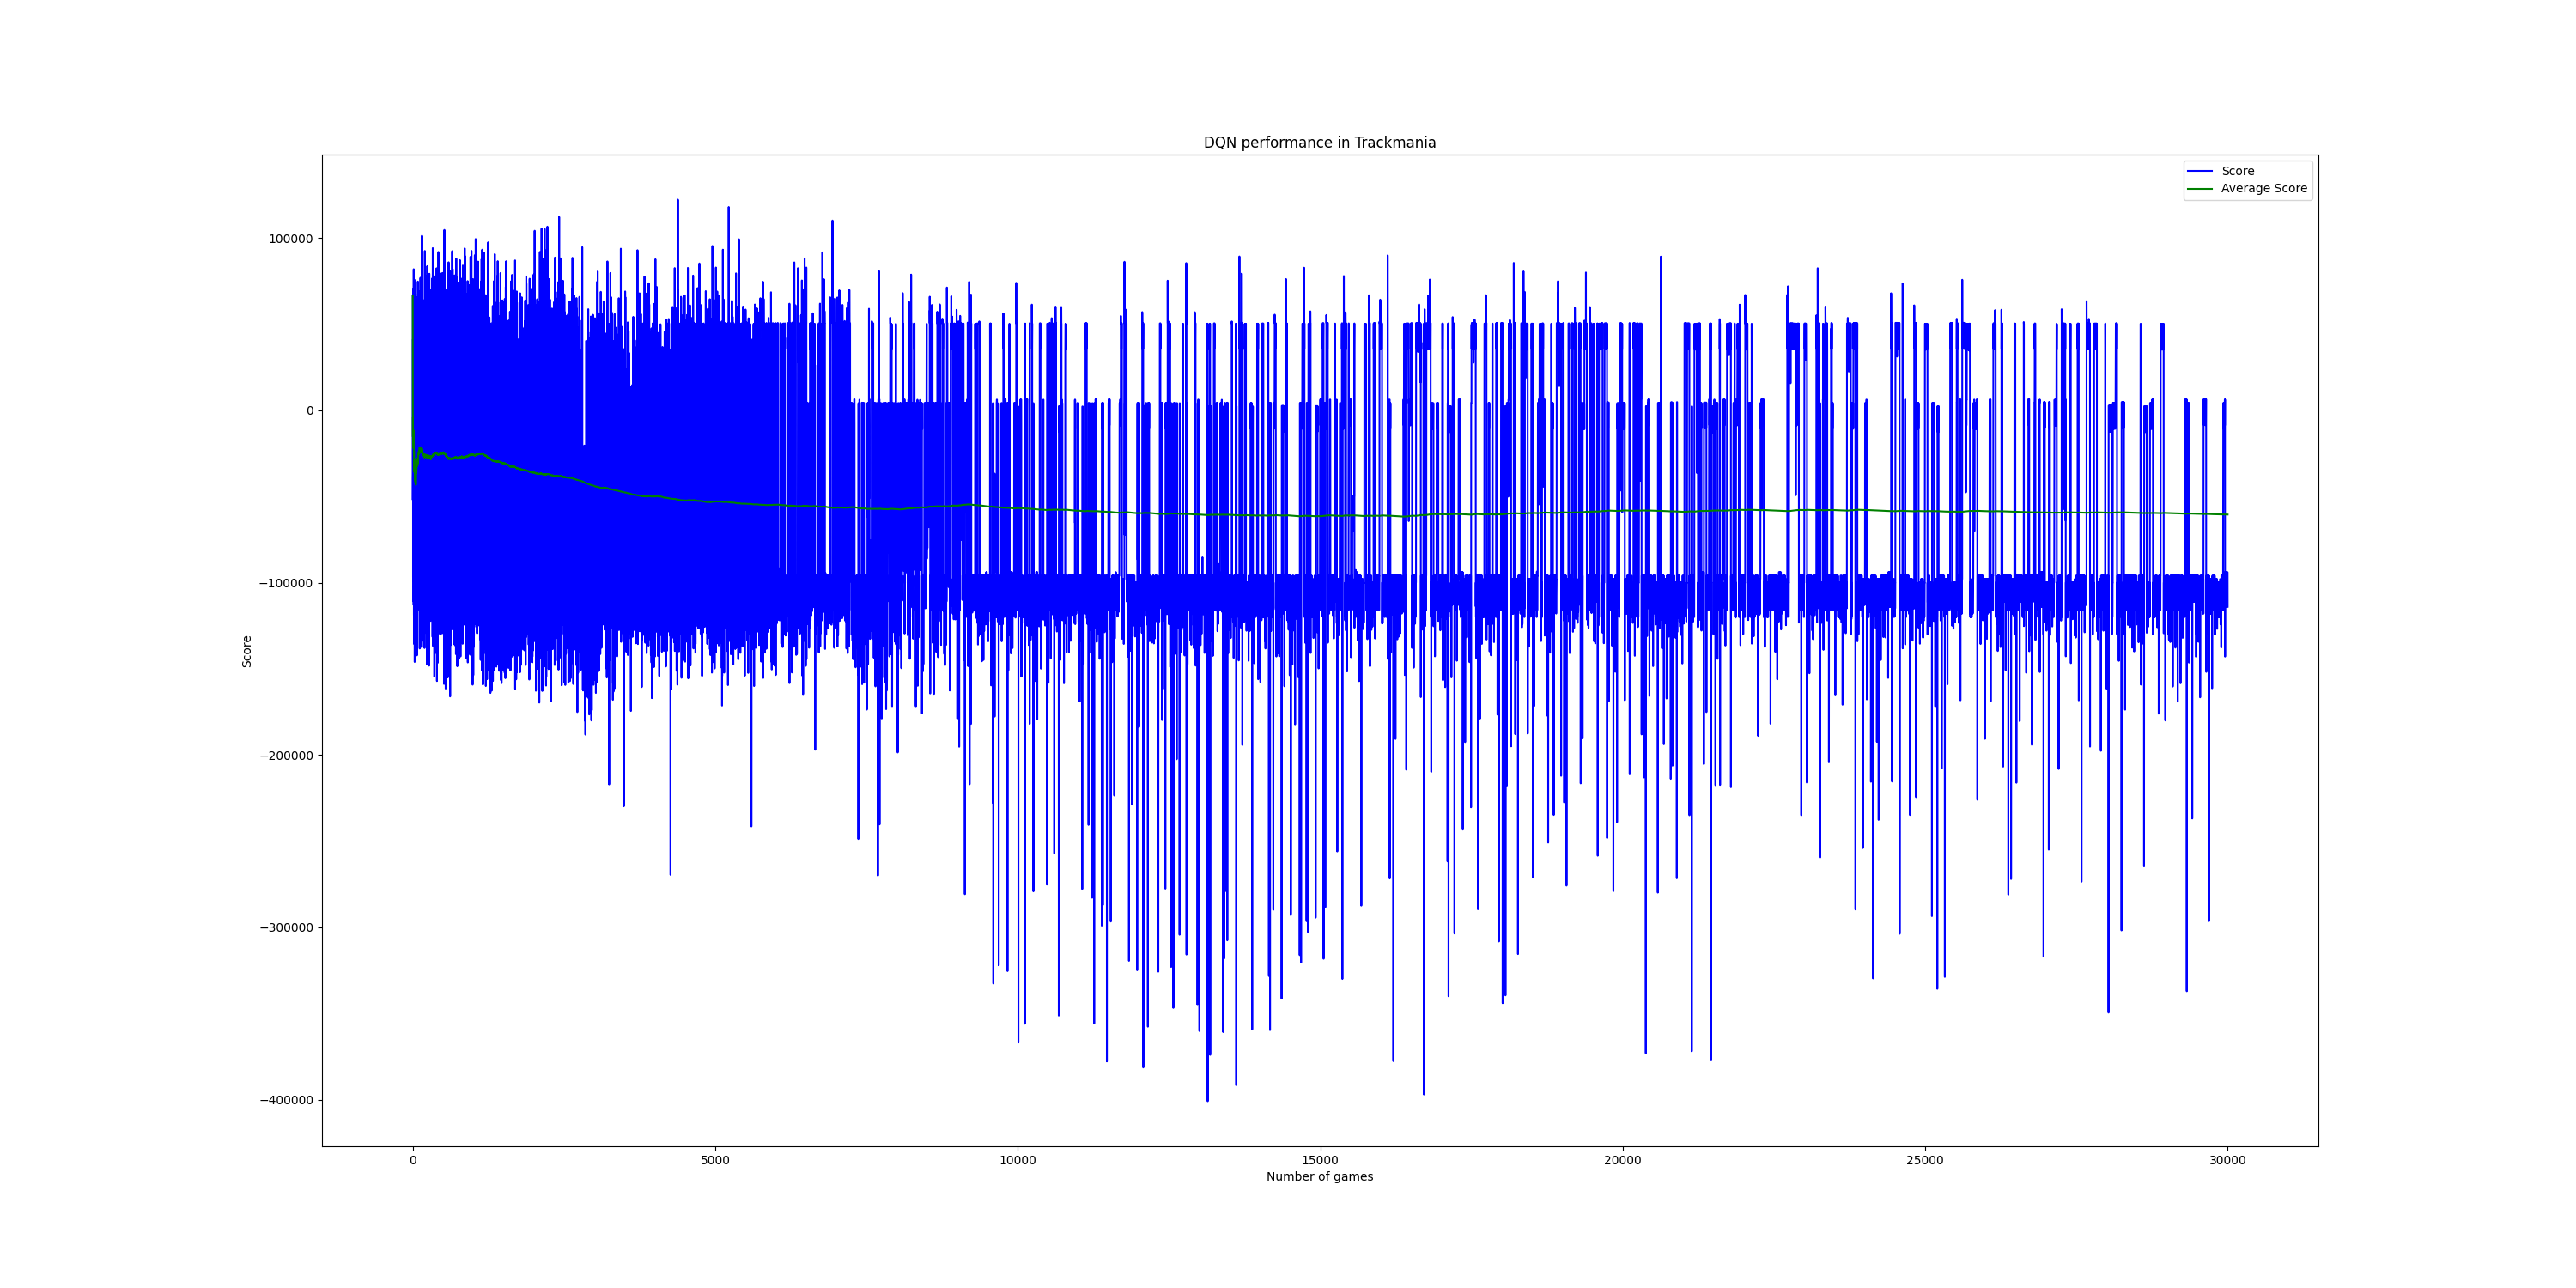 DQN performance in Trackmania
Score
Average Score
100000
0
−100000
−200000
−300000
−400000
Score
0
5000
10000
15000
20000
25000
30000
Number of games